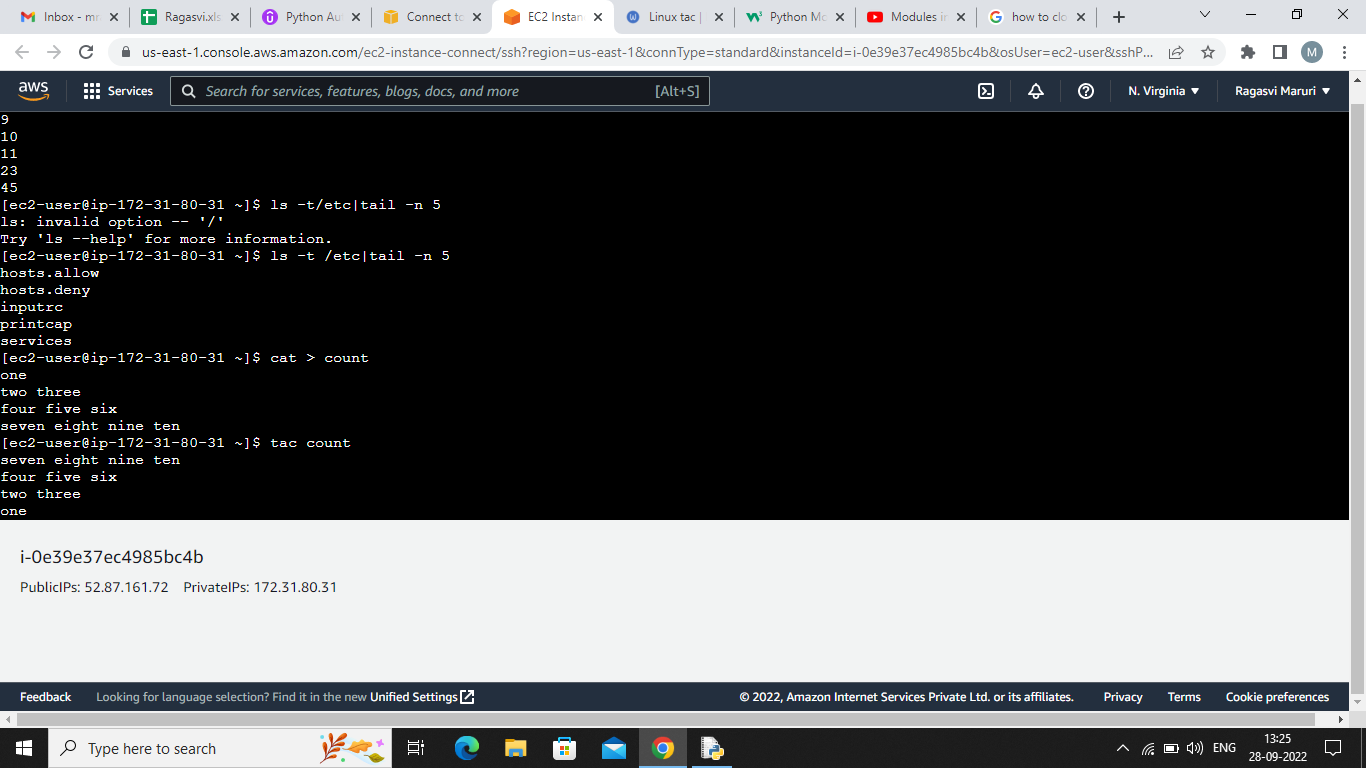 Inbox - mr
Ragasvi.xls
Python Au
Connect to
EC2 Instan
Linux tac |
Python Mo
Modules in
how to clo
us-east-1.console.aws.amazon.com/ec2-instance-connect/ssh?region=us-east-1&connType=standard&instanceId=i-0e39e37ec4985bc4b&osUser=ec2-user&sshP...
M
aws
Services
Search for services, features, blogs, docs, and more
[Alt+S]
N. Virginia
Ragasvi Maruri
9
10
11
23
45
[ec2-user@ip-172-31-80-31 ~]$ ls -t/etc|tail -n 5
ls: invalid option -- '/'
Try 'ls --help' for more information.
[ec2-user@ip-172-31-80-31 ~]$ ls -t /etc|tail -n 5
hosts.allow
hosts.deny
inputrc
printcap
services
[ec2-user@ip-172-31-80-31 ~]$ cat > count
one
two three
four five six
seven eight nine ten
[ec2-user@ip-172-31-80-31 ~]$ tac count
seven eight nine ten
four five six
two three
one
i-0e39e37ec4985bc4b
PublicIPs: 52.87.161.72 PrivateIPs: 172.31.80.31
Feedback
Looking for language selection? Find it in the new Unified Settings
© 2022, Amazon Internet Services Private Ltd. or its affiliates.
Privacy
Terms
Cookie preferences
Type here to search
ENG
13:25
28-09-2022